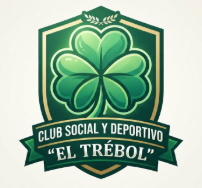 CLUB SOCIAL Y DEPORTIVO
“EL TRÉBOL”